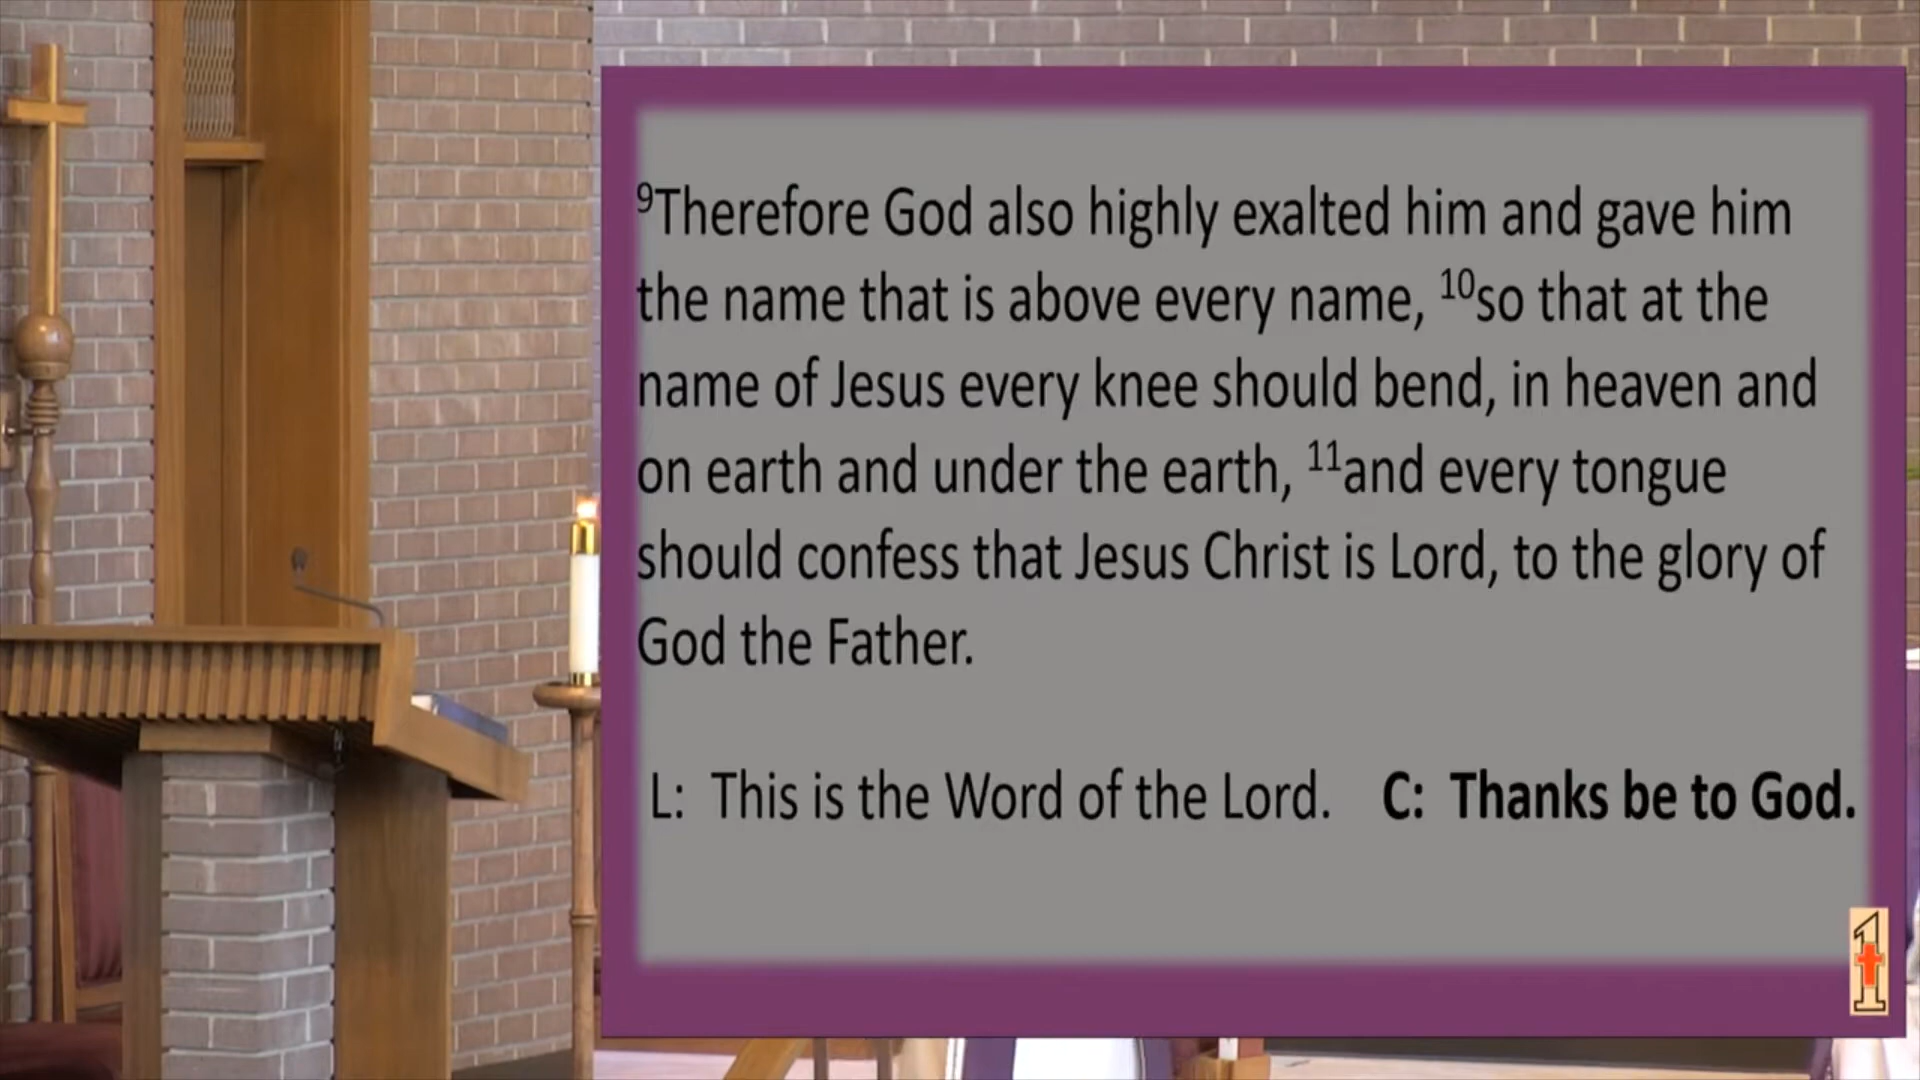 ⁹Therefore God also highly exalted him and gave him
the name that is above every name, ¹⁰so that at the
name of Jesus every knee should bend, in heaven and
on earth and under the earth, ¹¹and every tongue
should confess that Jesus Christ is Lord, to the glory of
God the Father.
L: This is the Word of the Lord. C: Thanks be to God.
1